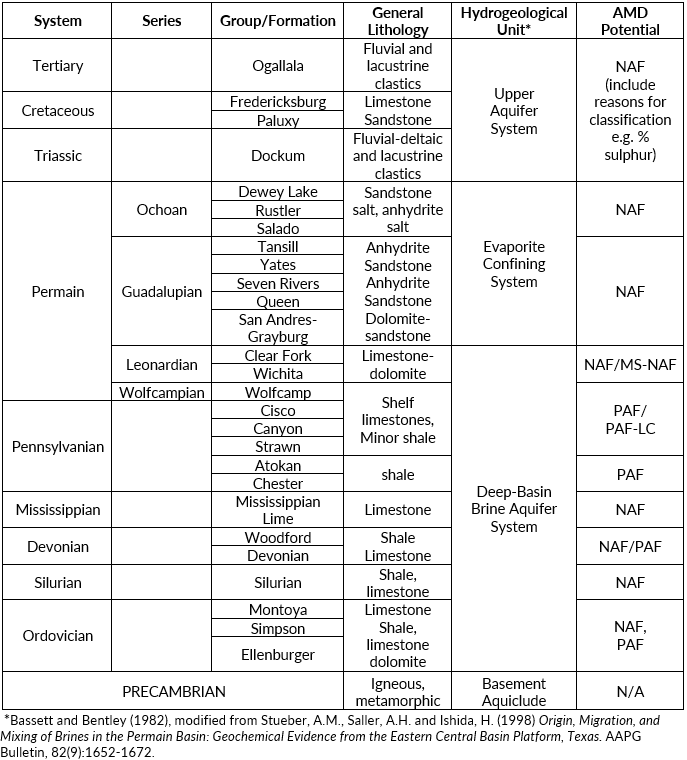 System Series Group/Formation General Lithology Hydrogeological Unit* AMD Potential
Tertiary Ogallala Fluvial and lacustrine clastics Upper Aquifer System NAF (include reasons for classification e.g. % sulphur)
Cretaceous Fredericksburg Limestone
Paluxy Sandstone
Triassic Dockum Fluvial-deltaic and lacustrine clastics
Permain Ochoan Dewey Lake Sandstone Evaporite Confining System NAF
Rustler salt, anhydrite
Salado salt
Guadalupian Tansill Anhydrite NAF
Yates Sandstone
Seven Rivers Anhydrite
Queen Sandstone
San Andres-Grayburg Dolomite-sandstone
Leonardian Clear Fork Limestone-dolomite Deep-Basin Brine Aquifer System NAF/MS-NAF
Wichita
Wolfcampian Wolfcamp Shelf limestones, Minor shale PAF/PAF-LC
Pennsylvanian Cisco
Canyon
Strawn
Atokan shale PAF
Chester
Mississippian Mississippian Lime Limestone NAF
Devonian Woodford Shale NAF/PAF
Devonian Limestone
Silurian Silurian Shale, limestone NAF
Ordovician Montoya Limestone NAF, PAF
Simpson Shale,
Ellenburger limestone dolomite
PRECAMBRIAN Igneous, metamorphic Basement Aquiclude N/A
*Bassett and Bentley (1982), modified from Stueber, A.M., Saller, A.H. and Ishida, H. (1998) Origin, Migration, and
Mixing of Brines in the Permain Basin: Geochemical Evidence from the Eastern Central Basin Platform, Texas. AAPG
Bulletin, 82(9):1652-1672.